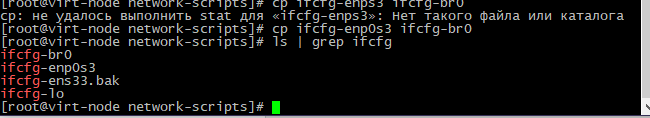 [root@virt-node network-scripts]# cp ifcfg-enps3 ifcfg-br0
cp: не удалось выполнить stat для «ifcfg-enps3»: Нет такого файла или каталога
[root@virt-node network-scripts]# cp ifcfg-enp0s3 ifcfg-br0
[root@virt-node network-scripts]# ls | grep ifcfg
ifcfg-br0
ifcfg-enp0s3
ifcfg-ens33.bak
ifcfg-lo
[root@virt-node network-scripts]#